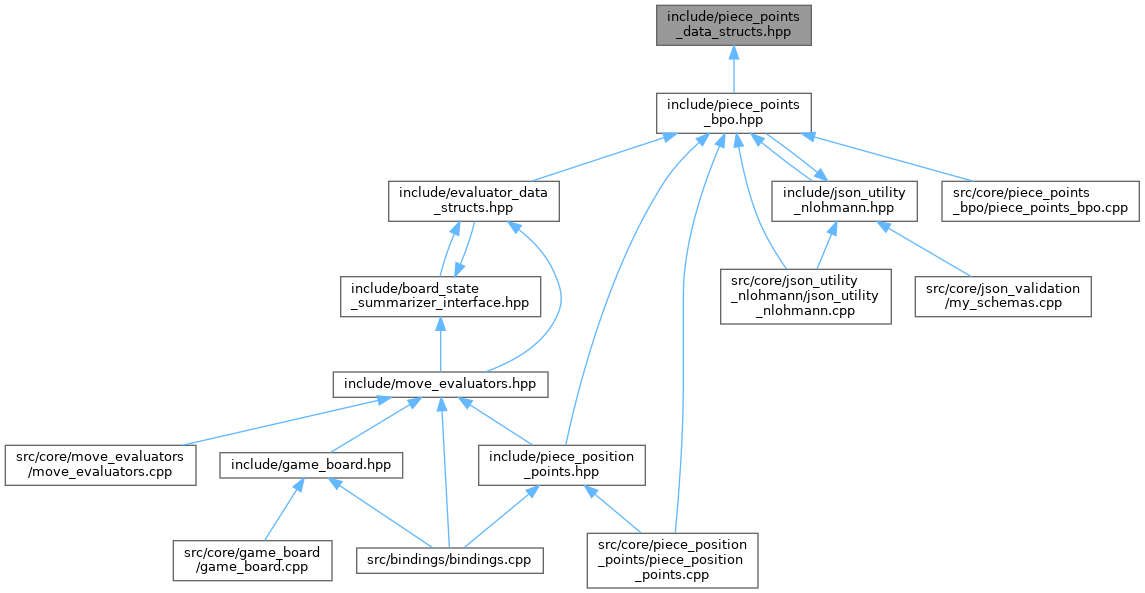 include/piece_points
_data_structs.hpp
include/piece_points
_bpo.hpp
include/evaluator_data
_structs.hpp
include/json_utility
_nlohmann.hpp
src/core/piece_points
_bpo/piece_points_bpo.cpp
include/board_state
_summarizer_interface.hpp
src/core/json_utility
_nlohmann/json_utility
_nlohmann.cpp
src/core/json_validation
/my_schemas.cpp
include/move_evaluators.hpp
src/core/move_evaluators
/move_evaluators.cpp
include/game_board.hpp
include/piece_position
_points.hpp
src/core/game_board
/game_board.cpp
src/bindings/bindings.cpp
src/core/piece_position
_points/piece_position
_points.cpp